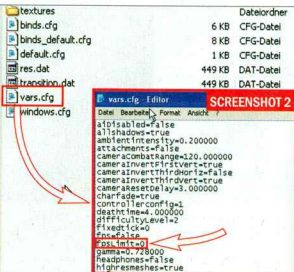 textures Dateiordner
binds.cfg 6 KB CFG-Datei
binds_default.cfg 8 KB CFG-Datei
default.cfg 1 KB CFG-Datei
res.dat 449 KB DAT-Datei
transition.dat 449 KB DAT-Datei
vars.cfg
windows.cfg
vars.cfg - Editor SCREENSHOT 2
Datei Bearbeiten Format Ansicht ?
aiDisabled=false
allshadows=true
ambientintensity=0.200000
attachments=false
cameraCombatRange=120.000000
cameraInvertFirstVert=true
cameraInvertThirdHoriz=false
cameraInvertThirdVert=true
cameraResetDelay=3.000000
charfade=true
controllerconfig=1
deathtime=4.000000
difficultyLevel=2
fixedtick=0
fps=false
fpsLimit=0
gamma=0.728000
headphones=false
highresmeshes=true